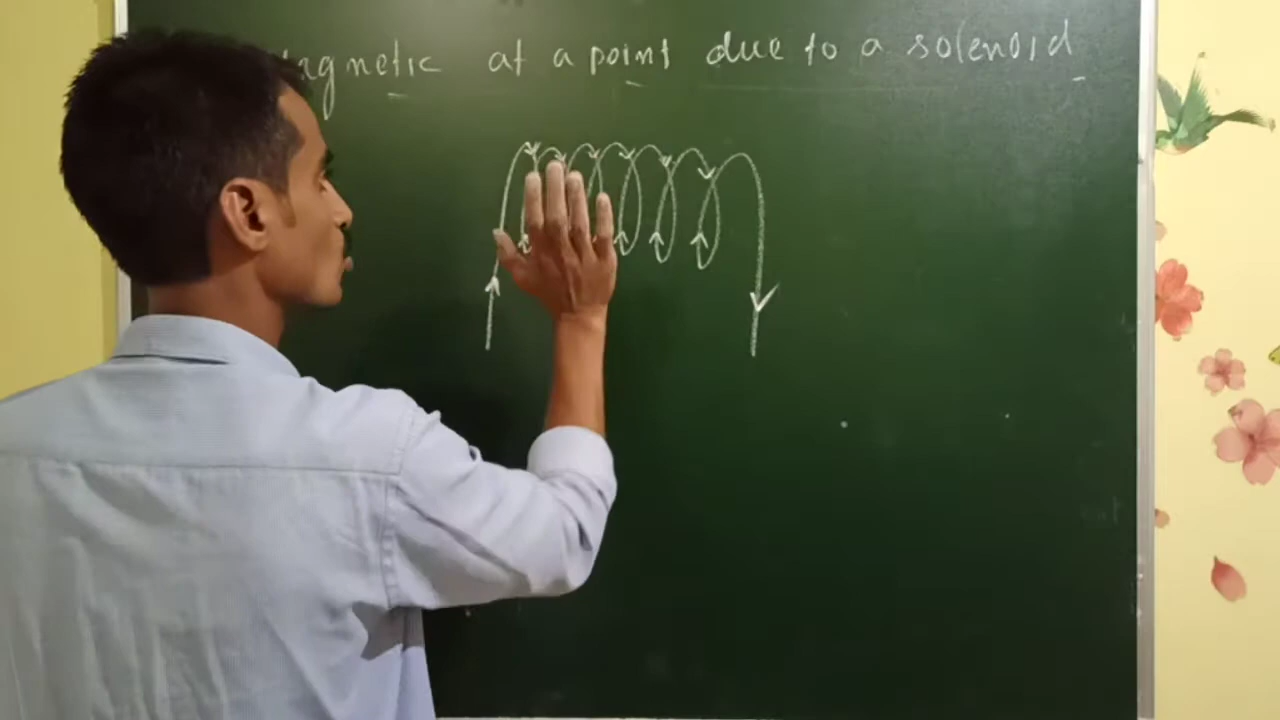 agnetic at a point due to a solenoid